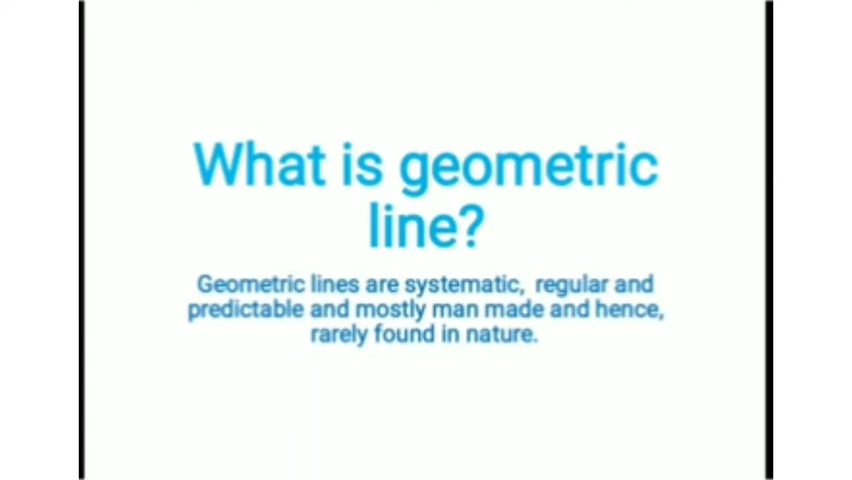 What is geometric
line?
Geometric lines are systematic, regular and
predictable and mostly man made and hence,
rarely found in nature.